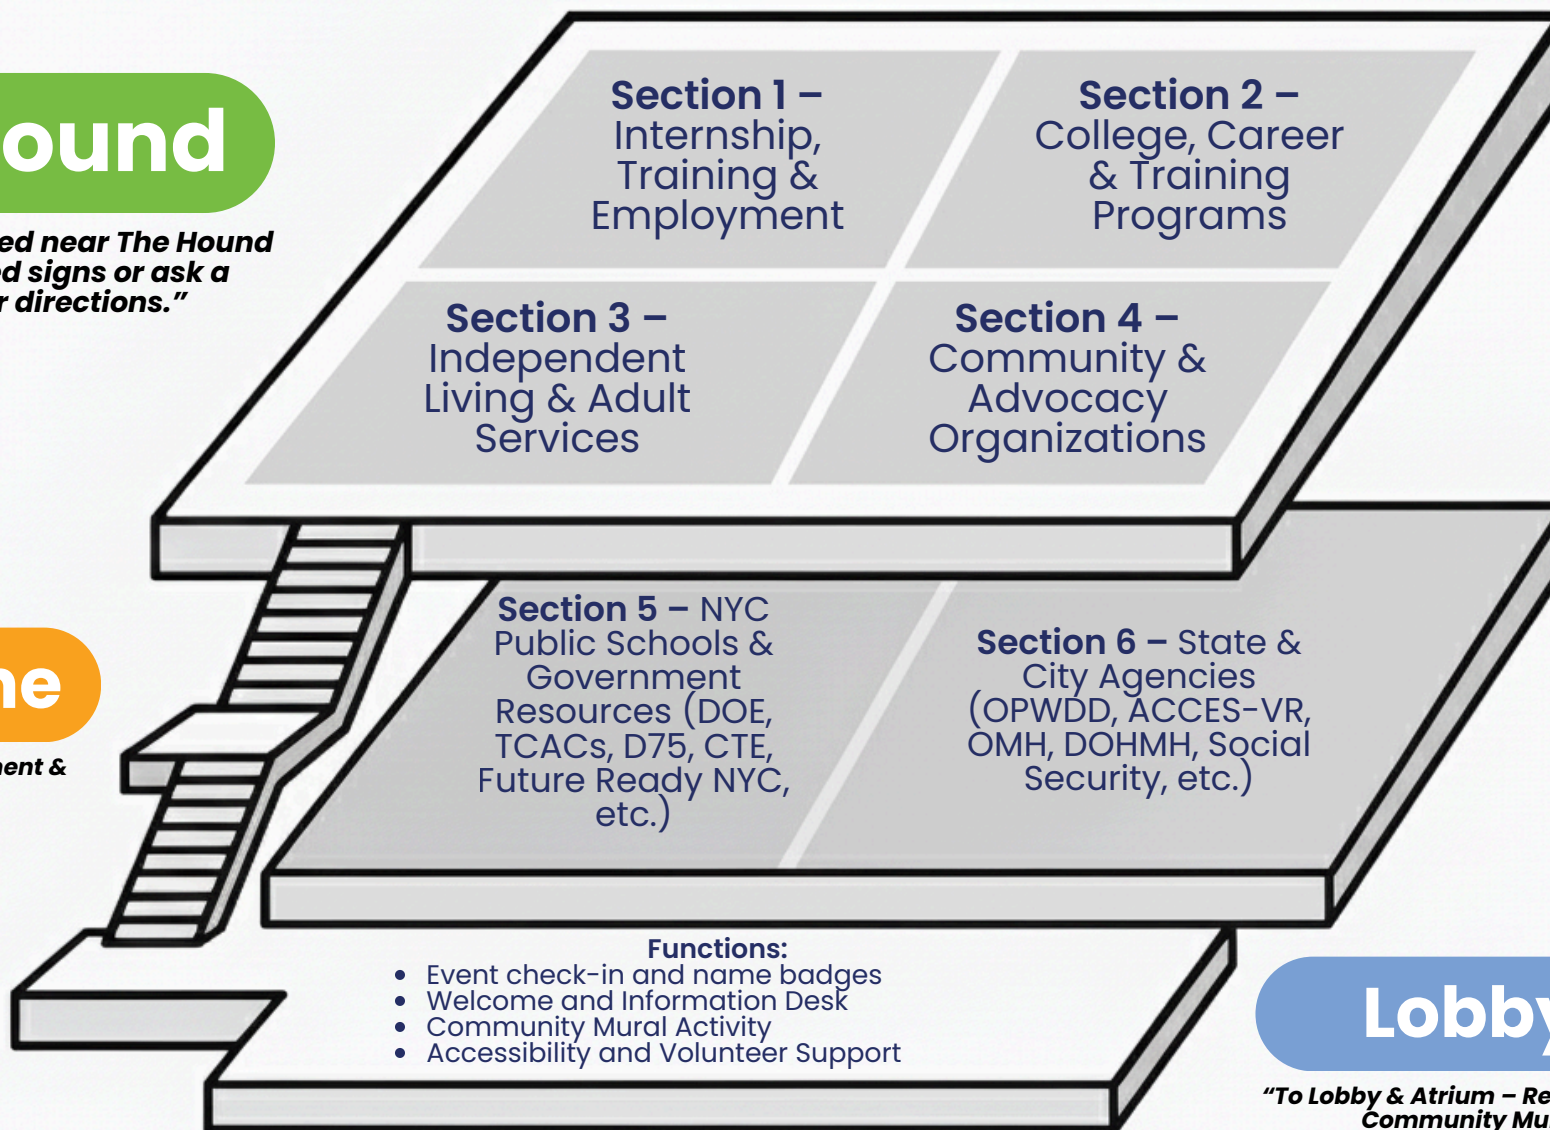 Section 1 –
Internship,
Training &
Employment
Section 2 –
College, Career
& Training
Programs
ound
ed near The Hound
ed signs or ask a
r directions.”
Section 3 –
Independent
Living & Adult
Services
Section 4 –
Community &
Advocacy
Organizations
Section 5 – NYC
Public Schools &
Government
Resources (DOE,
TCACs, D75, CTE,
Future Ready NYC,
etc.)
Section 6 – State &
City Agencies
(OPWDD, ACCES-VR,
OMH, DOHMH, Social
Security, etc.)
ne
nent &
Functions:
• Event check-in and name badges
• Welcome and Information Desk
• Community Mural Activity
• Accessibility and Volunteer Support
Lobby
“To Lobby & Atrium – Re
Community Mu